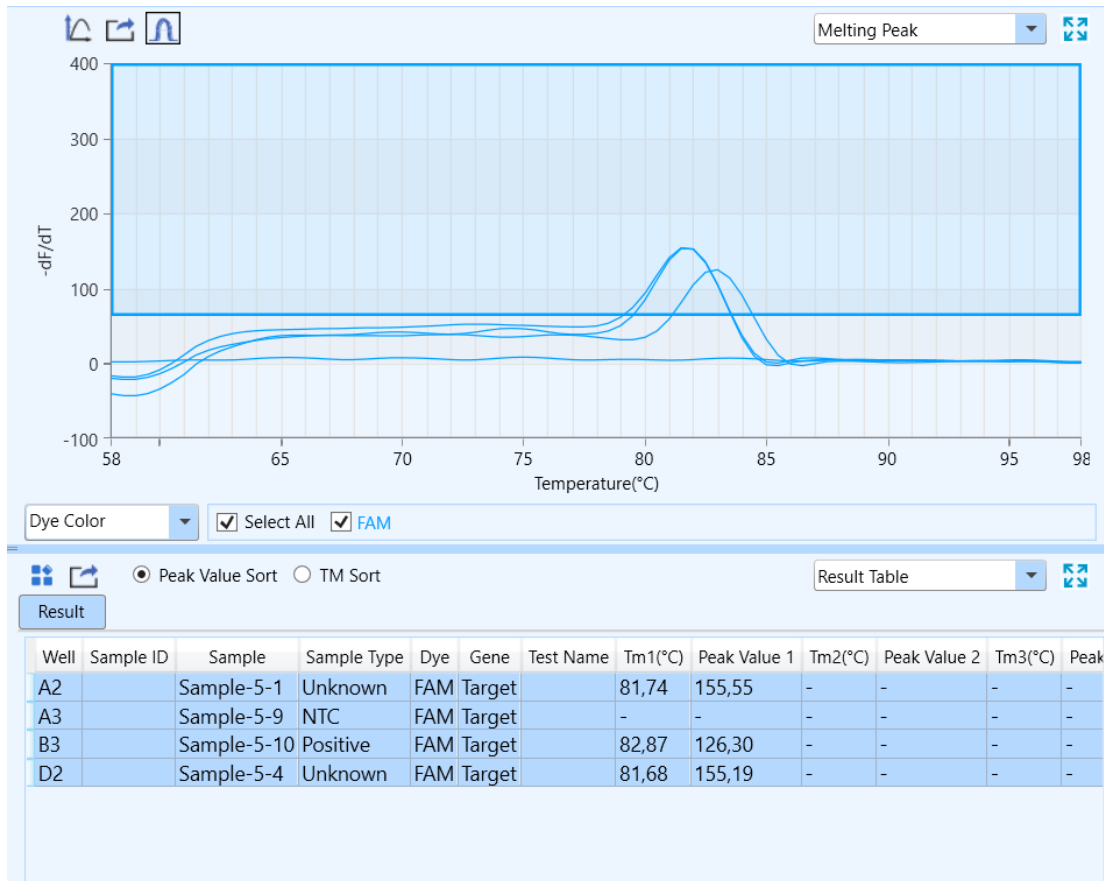 Melting Peak
400
300
200
100
0
-100
-dF/dT
58 65 70 75 80 85 90 95 98
Temperature(°C)
Dye Color Select All FAM
Peak Value Sort TM Sort Result Table
Result
Well Sample ID Sample Sample Type Dye Gene Test Name Tm1(°C) Peak Value 1 Tm2(°C) Peak Value 2 Tm3(°C) Peak
A2 Sample-5-1 Unknown FAM Target 81,74 155,55 - - - -
A3 Sample-5-9 NTC FAM Target - - - - - -
B3 Sample-5-10 Positive FAM Target 82,87 126,30 - - - -
D2 Sample-5-4 Unknown FAM Target 81,68 155,19 - - - -